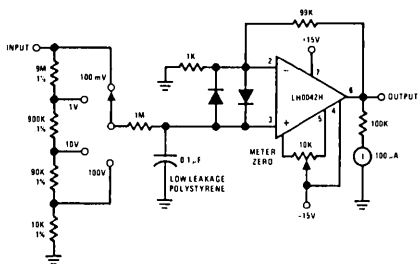 99K
+15V
INPUT
9M
1%
100 mV
1K
2
7
1V
900K
1%
1M
LH0042H
6
OUTPUT
3
5
4
100K
10V
90K
1%
0.1µF
LOW LEAKAGE
POLYSTYRENE
METER
ZERO
10K
100µA
100V
10K
1%
-15V